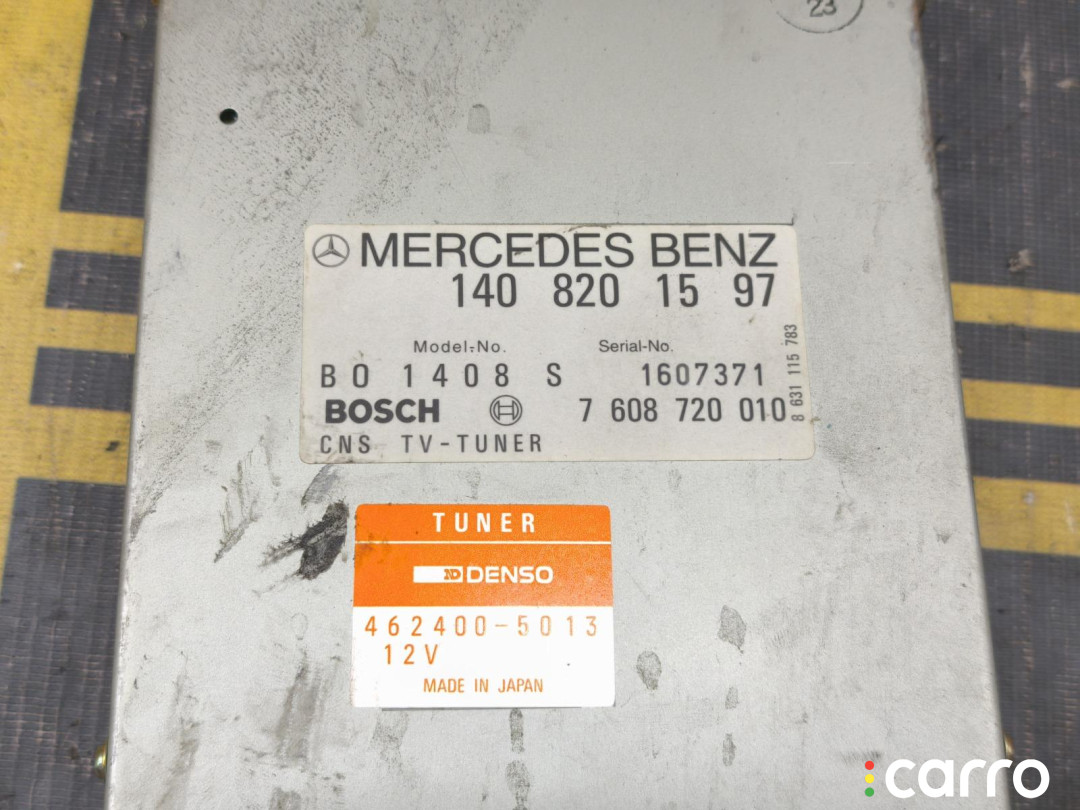 23
MERCEDES BENZ
140 820 15 97
Model-No. Serial-No.
BO 1408 S 1607371
BOSCH 7 608 720 010
CNS TV-TUNER
8 631 115 783
TUNER
ND DENSO
462400-5013
12V
MADE IN JAPAN
carro